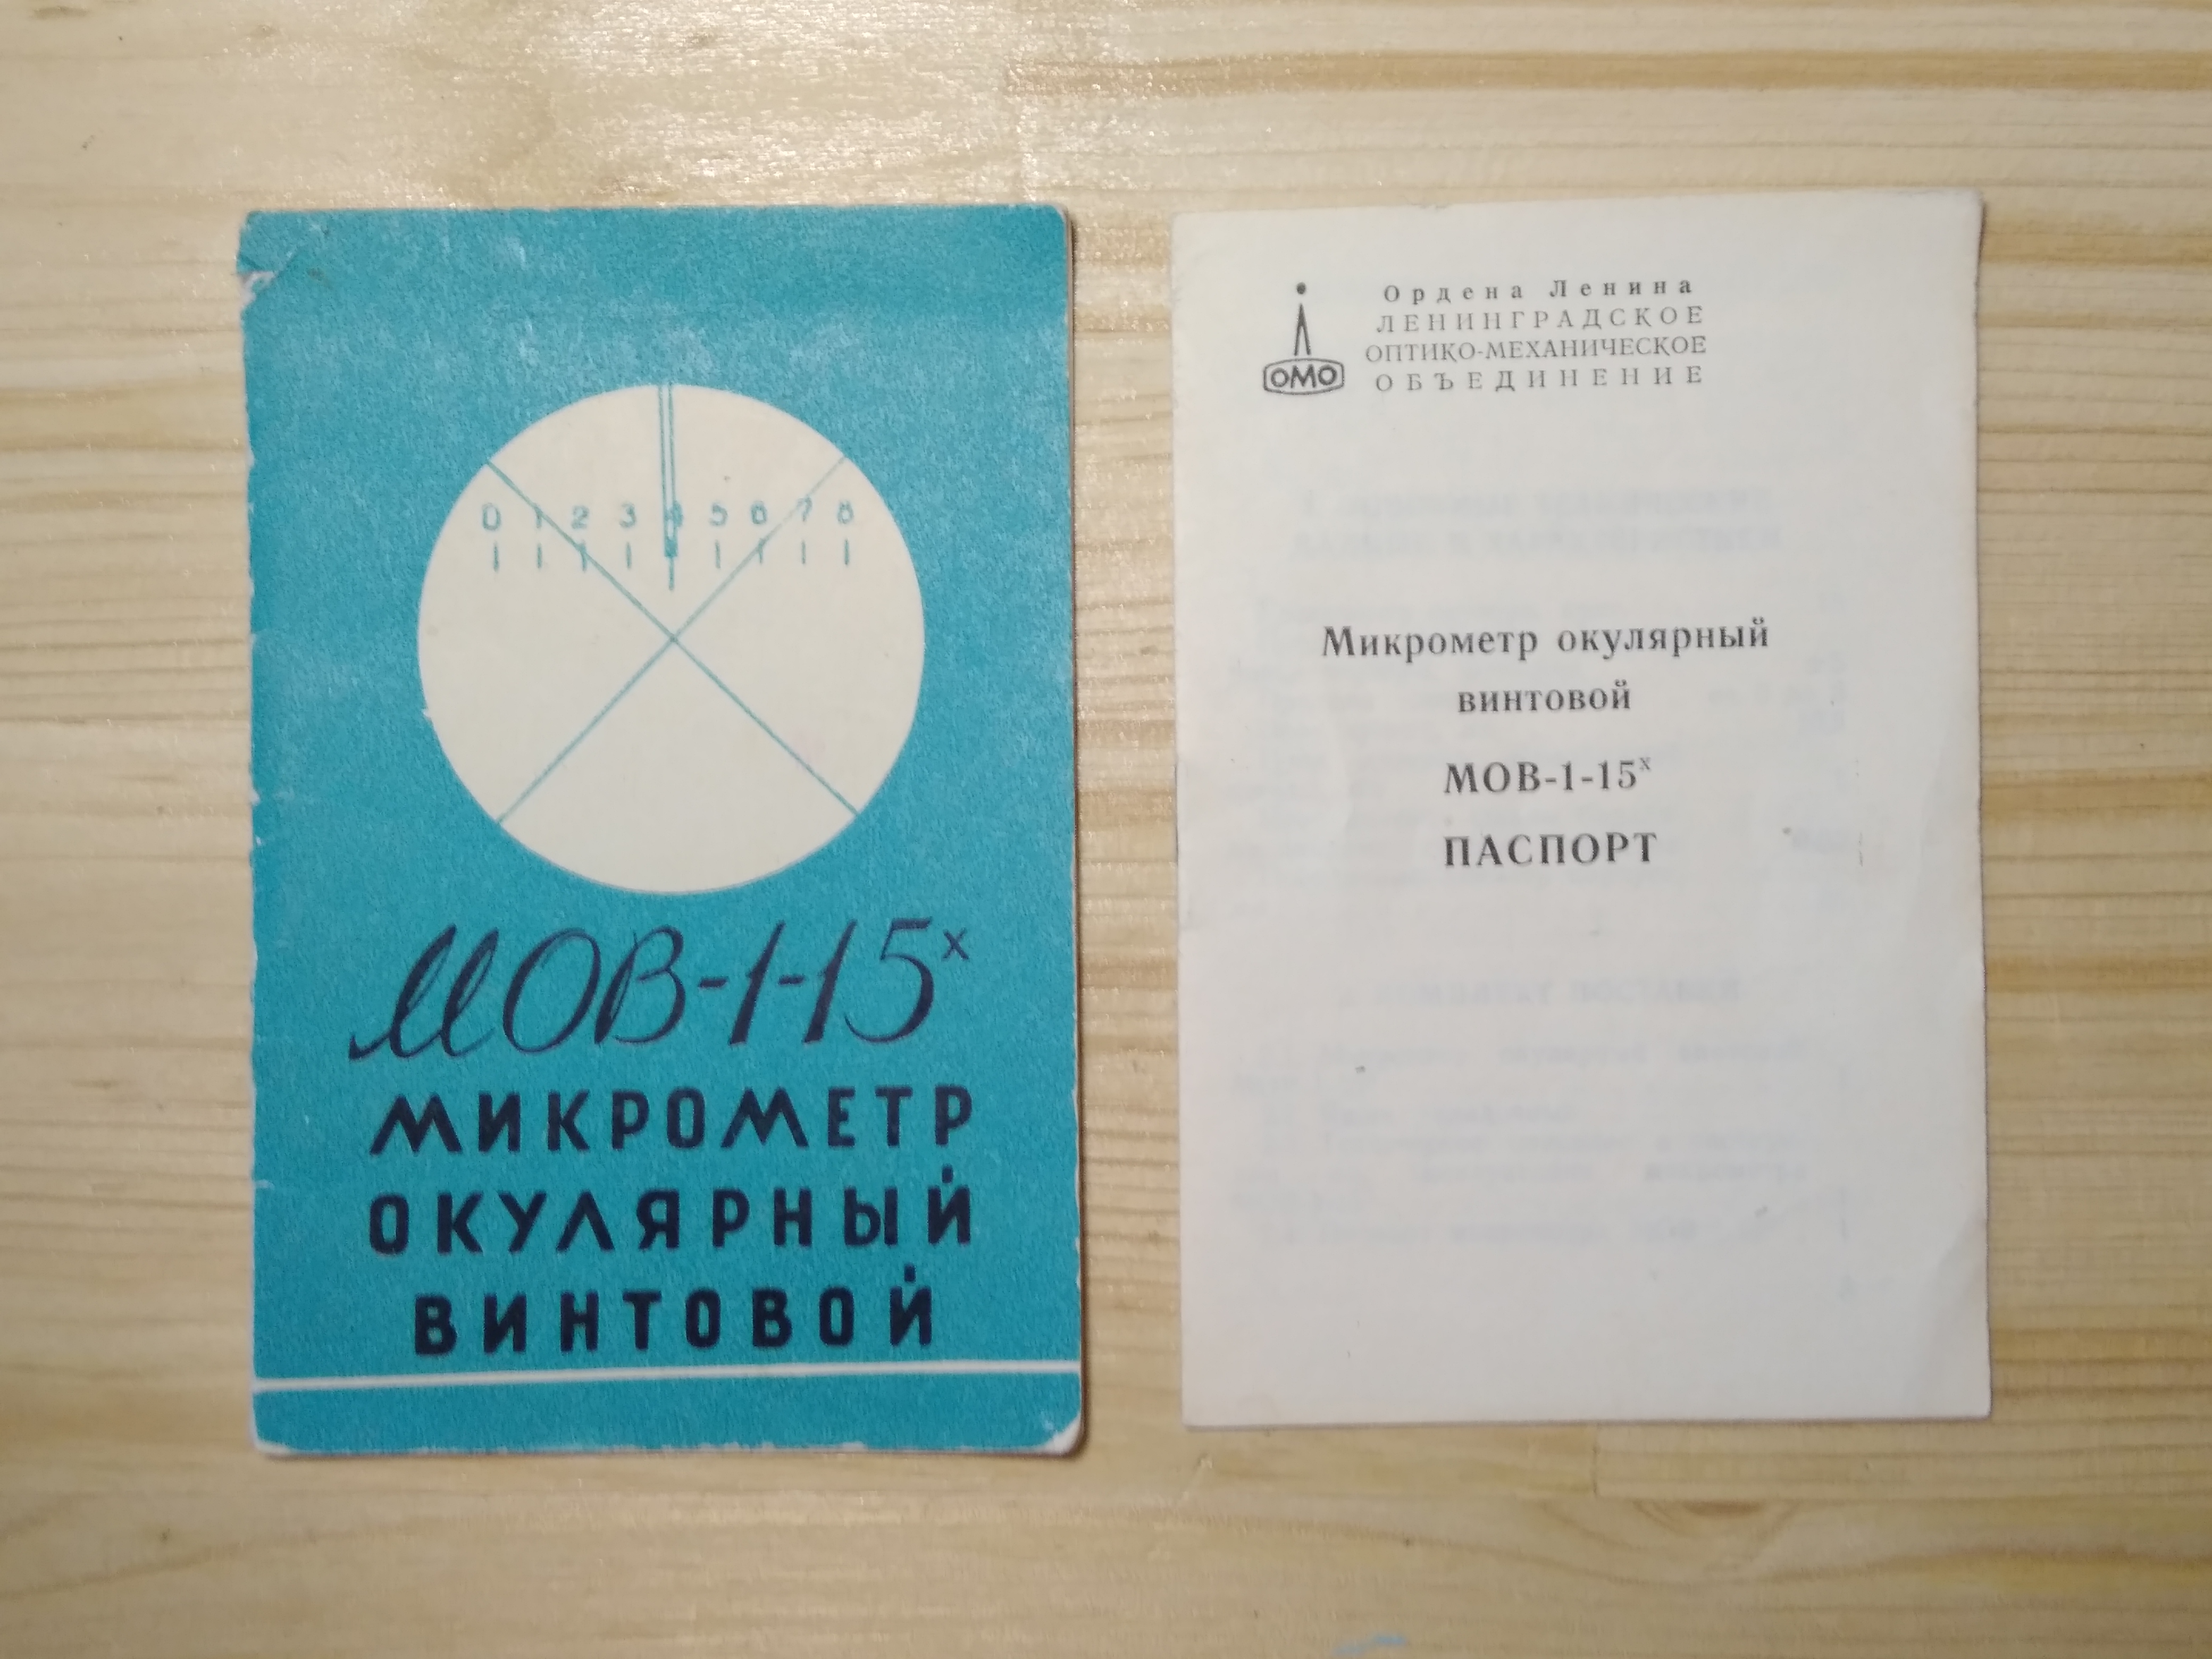 0 1 2 3 4 5 6 7 8
МОВ-1-15ˣ
МИКРОМЕТР
ОКУЛЯРНЫЙ
ВИНТОВОЙ
Ордена Ленина
ЛЕНИНГРАДСКОЕ
ОПТИКО-МЕХАНИЧЕСКОЕ
ОБЪЕДИНЕНИЕ
ОМО
Микрометр окулярный
винтовой
МОВ-1-15ˣ
ПАСПОРТ